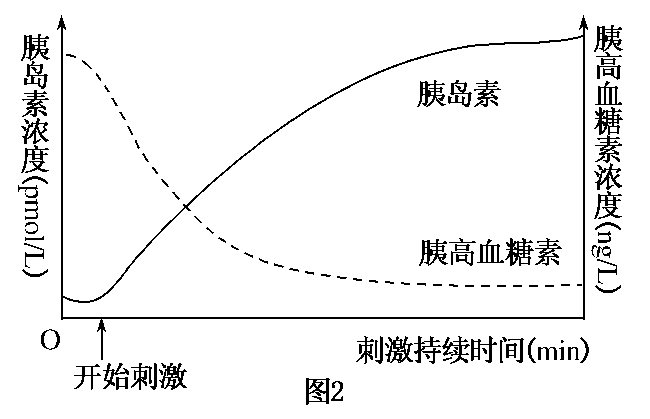 胰岛素浓度(pmol/L)
胰高血糖素浓度(ng/L)
胰岛素
胰高血糖素
O
刺激持续时间(min)
开始刺激
图2